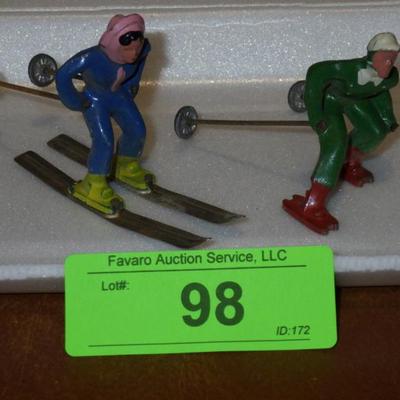 Favaro Auction Service, LLC
Lot#:
98
ID:172